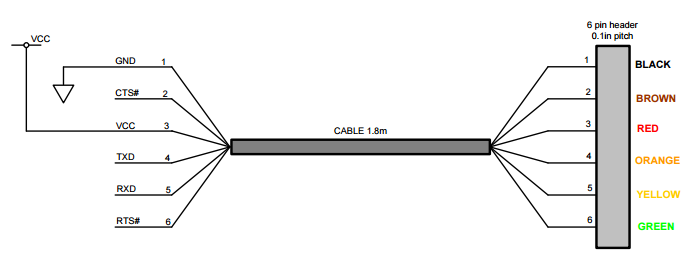 6 pin header
0.1in pitch
VCC
GND 1
1 BLACK
CTS# 2
2 BROWN
VCC 3
CABLE 1.8m
3 RED
TXD 4
4 ORANGE
RXD 5
5 YELLOW
RTS# 6
6 GREEN